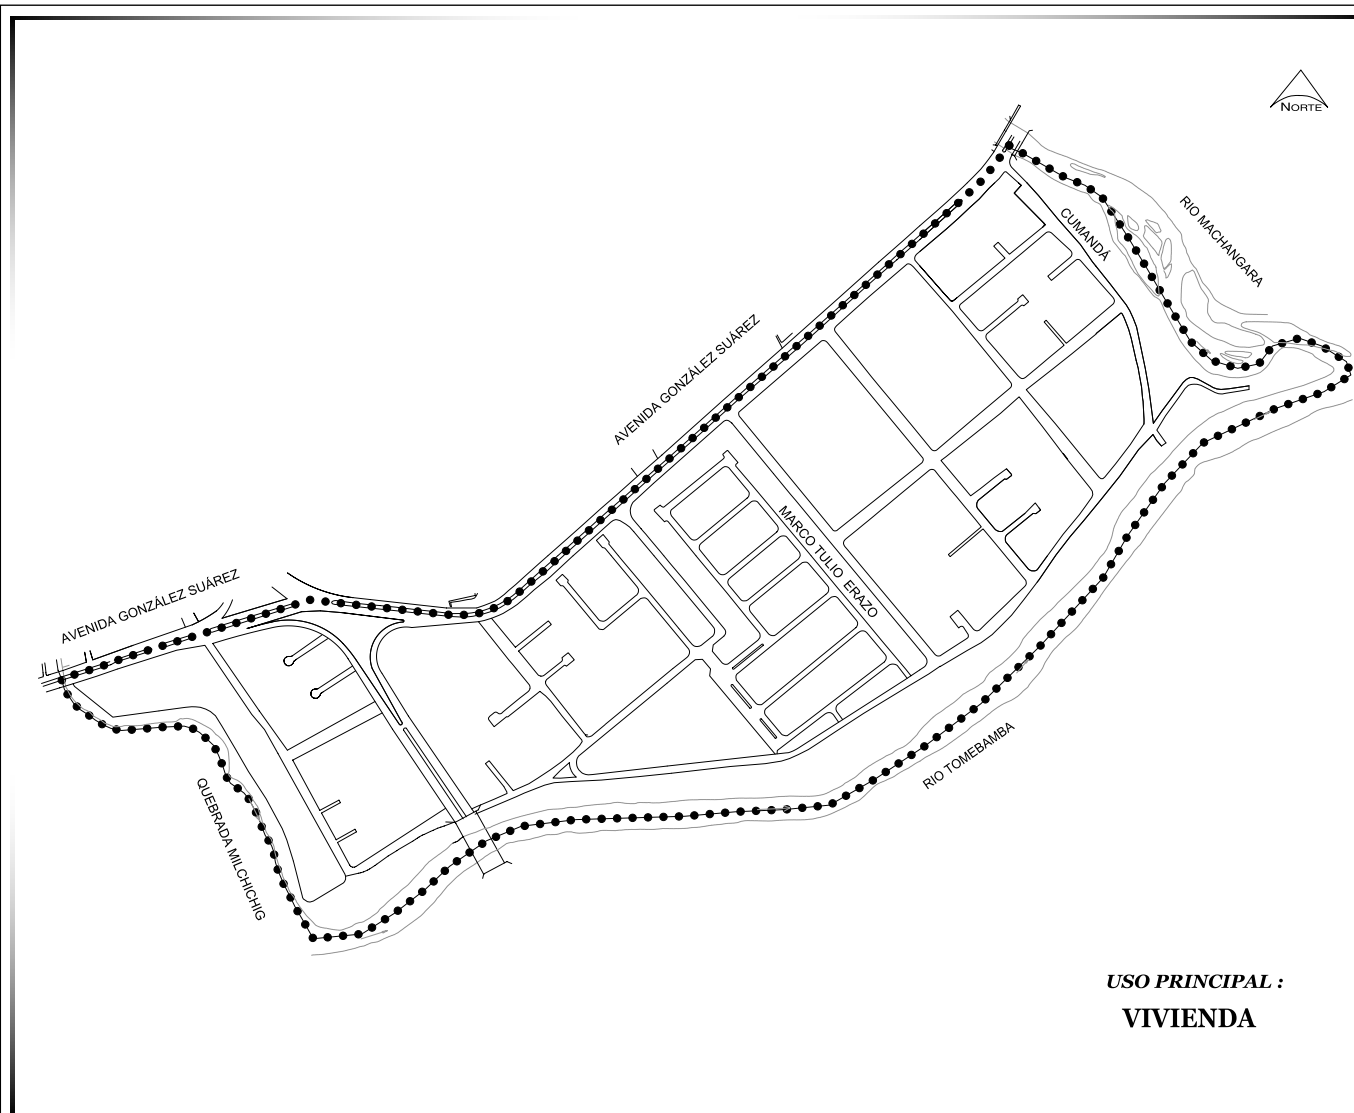 NORTE
RIO MACHANGARA
CUMANDÁ
AVENIDA GONZÁLEZ SUÁREZ
MARCO TULIO ERAZO
AVENIDA GONZÁLEZ SUÁREZ
RIO TOMEBAMBA
QUEBRADA MILCHICHIG
USO PRINCIPAL :
VIVIENDA